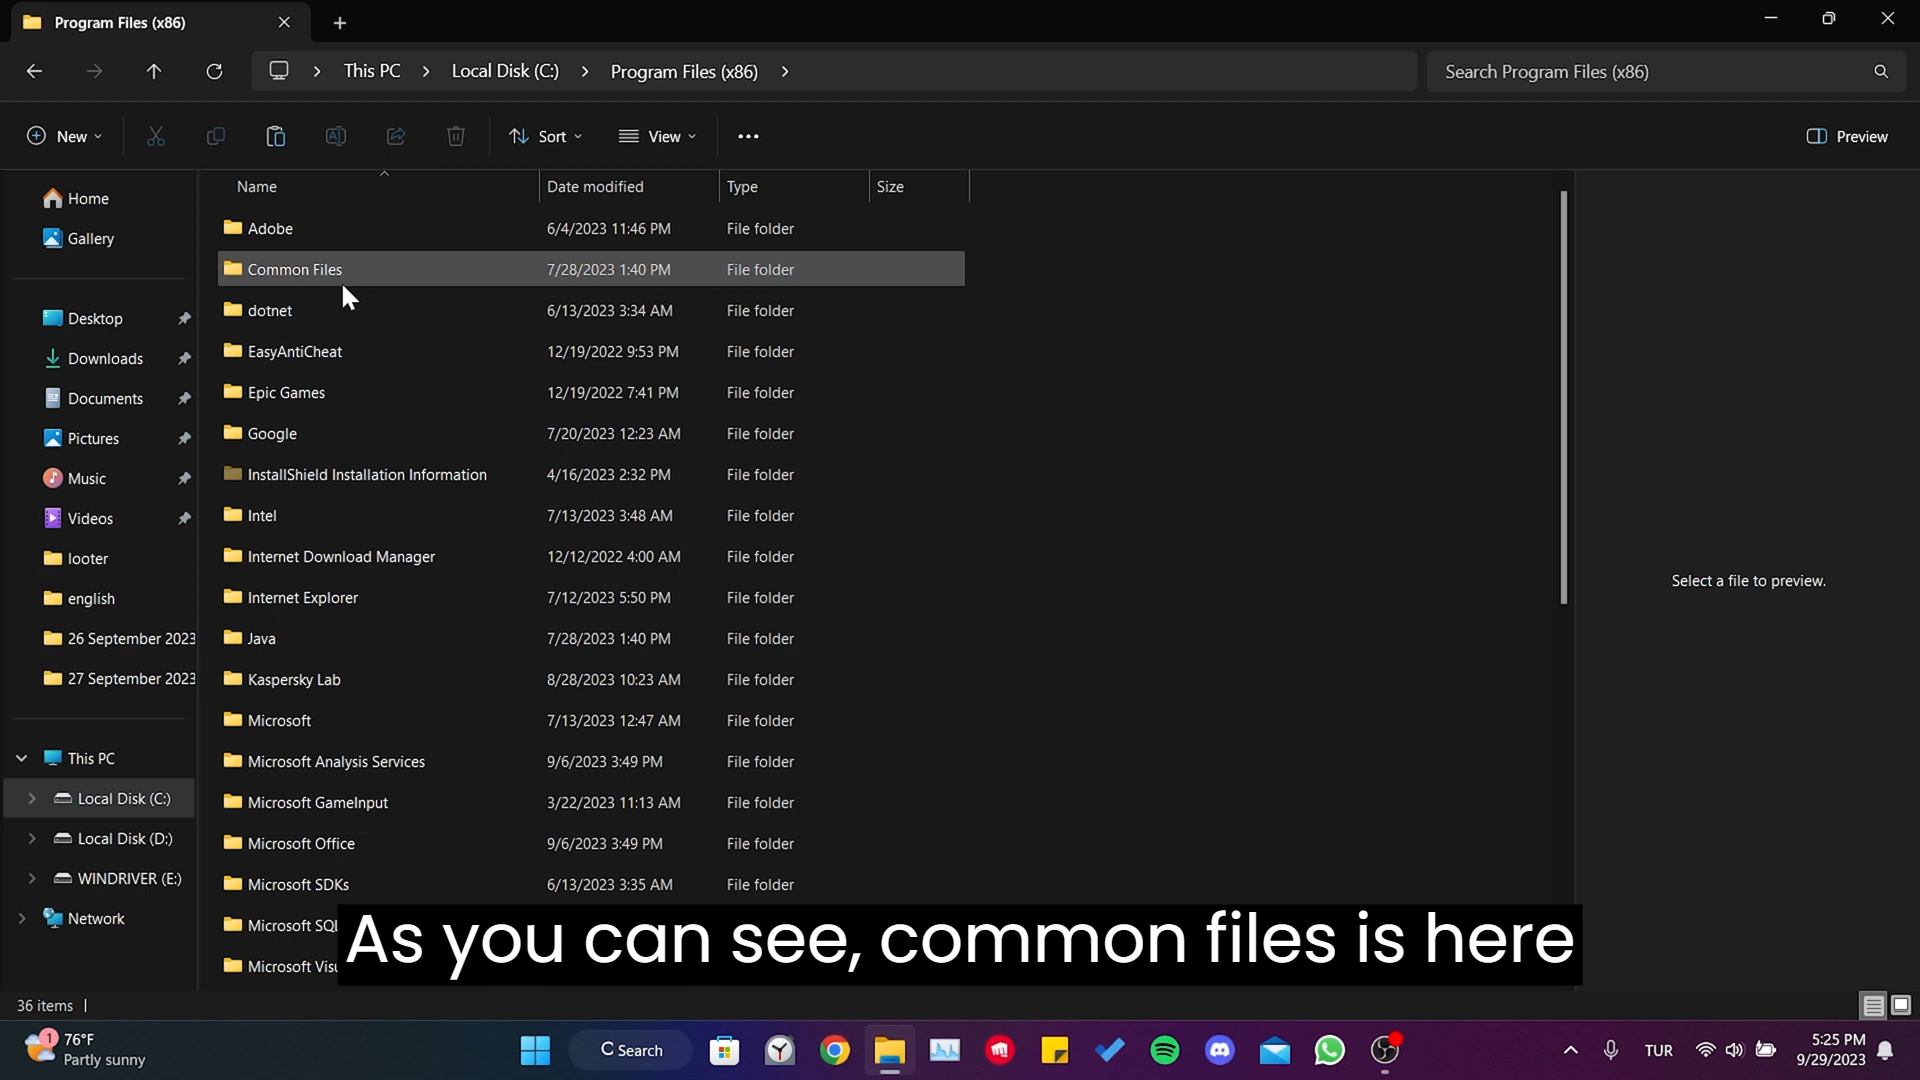 Program Files (x86)
This PC
Local Disk (C:)
Program Files (x86)
Search Program Files (x86)
New
Sort
View
Preview
Name
Date modified
Type
Size
Home
Gallery
Desktop
Downloads
Documents
Pictures
Music
Videos
looter
english
26 September 2023
27 September 2023
This PC
Local Disk (C:)
Local Disk (D:)
WINDRIVER (E:)
Network
Adobe 6/4/2023 11:46 PM File folder
Common Files 7/28/2023 1:40 PM File folder
dotnet 6/13/2023 3:34 AM File folder
EasyAntiCheat 12/19/2022 9:53 PM File folder
Epic Games 12/19/2022 7:41 PM File folder
Google 7/20/2023 12:23 AM File folder
InstallShield Installation Information 4/16/2023 2:32 PM File folder
Intel 7/13/2023 3:48 AM File folder
Internet Download Manager 12/12/2022 4:00 AM File folder
Internet Explorer 7/12/2023 5:50 PM File folder
Java 7/28/2023 1:40 PM File folder
Kaspersky Lab 8/28/2023 10:23 AM File folder
Microsoft 7/13/2023 12:47 AM File folder
Microsoft Analysis Services 9/6/2023 3:49 PM File folder
Microsoft GameInput 3/22/2023 11:13 AM File folder
Microsoft Office 9/6/2023 3:49 PM File folder
Microsoft SDKs 6/13/2023 3:35 AM File folder
Microsoft SQL
Microsoft Visu
Select a file to preview.
As you can see, common files is here
36 items
1
76°F
Partly sunny
Search
TUR
5:25 PM
9/29/2023